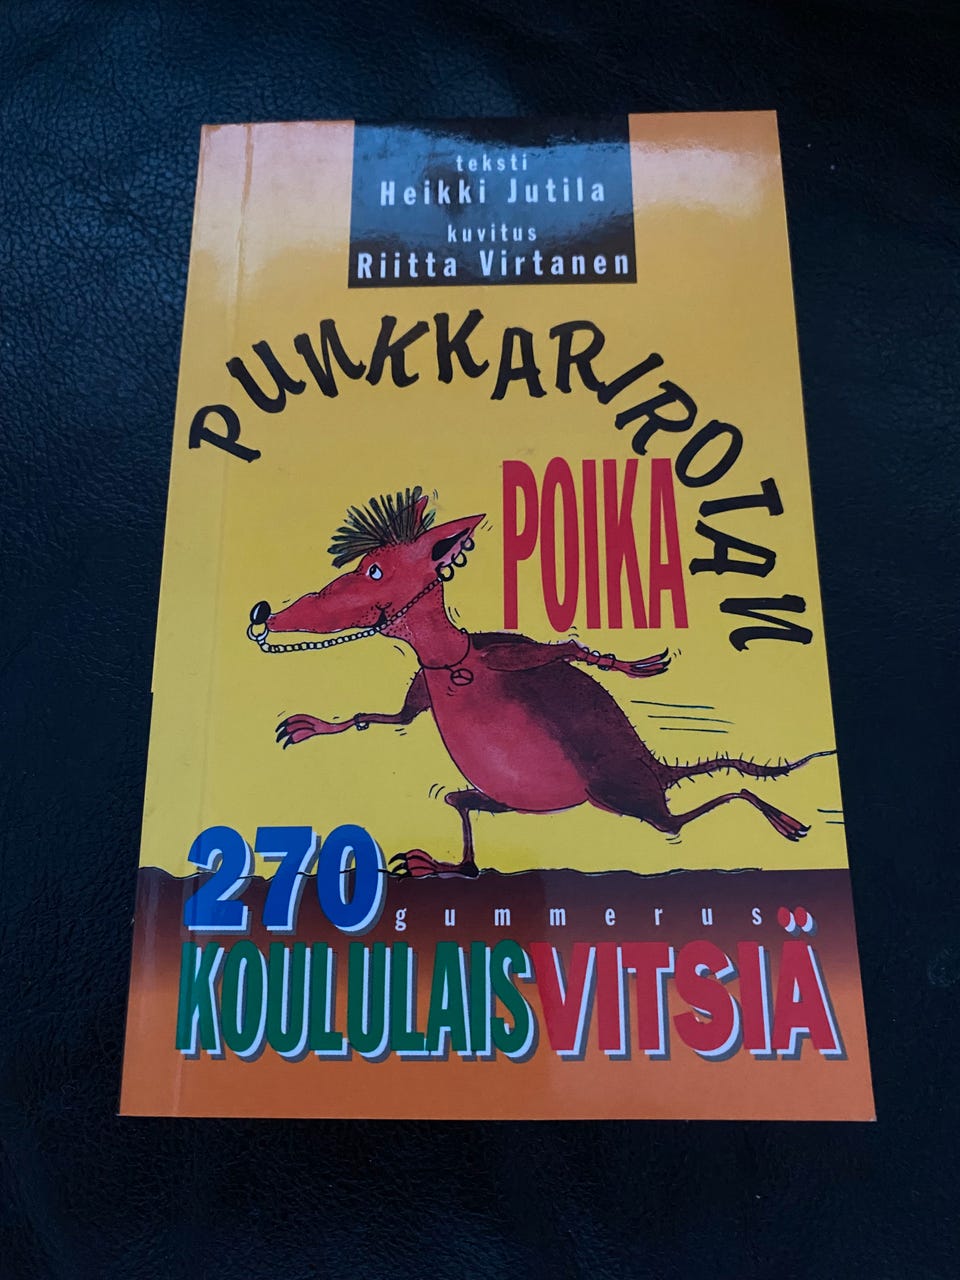 teksti
Heikki Jutila
kuvitus
Riitta Virtanen
PUNKKARIROTAN
POIKA
270
gummerus
KOULULAISVITSIÄ